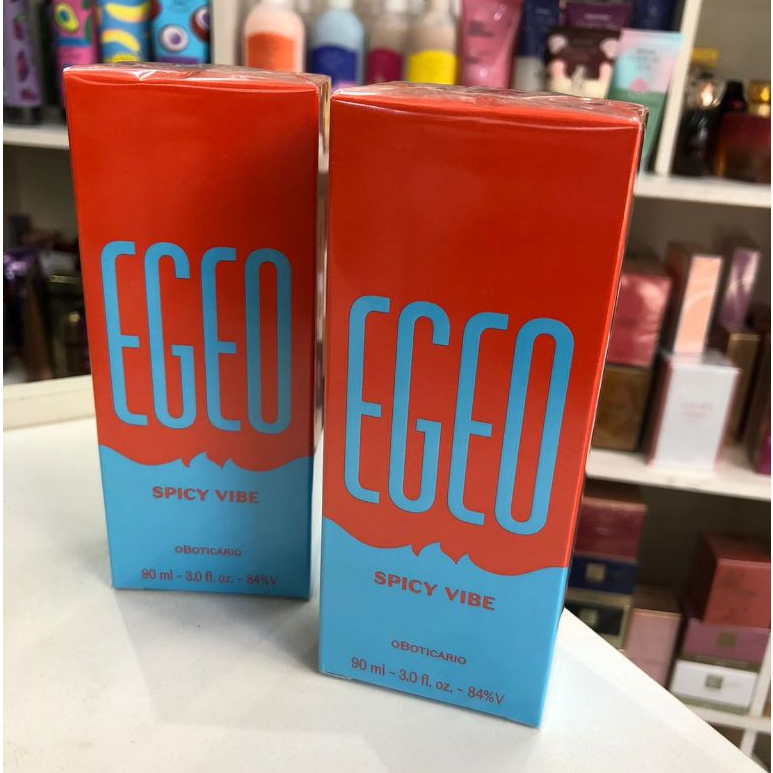 EGEO
SPICY VIBE
oBOTICÁRIO
90 ml - 3.0 fl. oz. - 84%V
EGEO
SPICY VIBE
oBOTICÁRIO
90 ml - 3.0 fl. oz. - 84%V